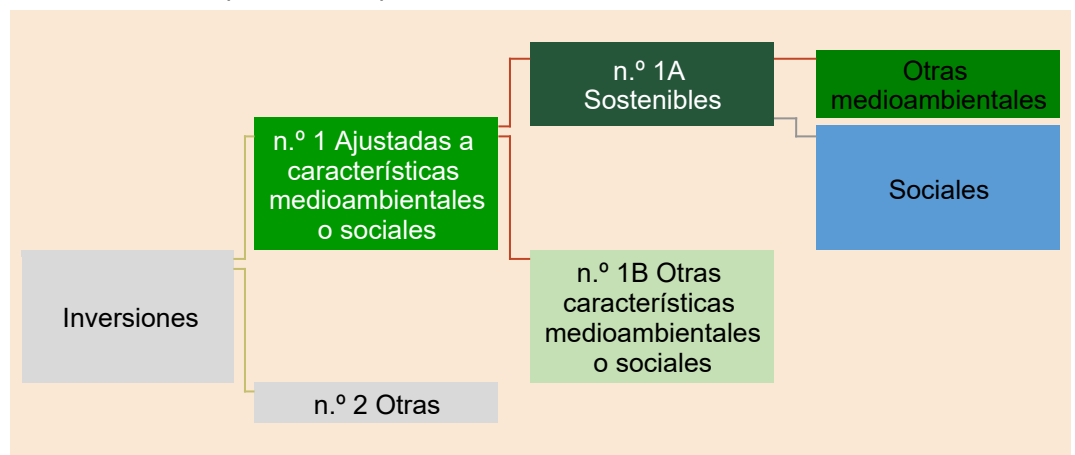 n.º 1A
Sostenibles
Otras
medioambientales
n.º 1 Ajustadas a
características
medioambientales
o sociales
Sociales
Inversiones
n.º 1B Otras
características
medioambientales
o sociales
n.º 2 Otras